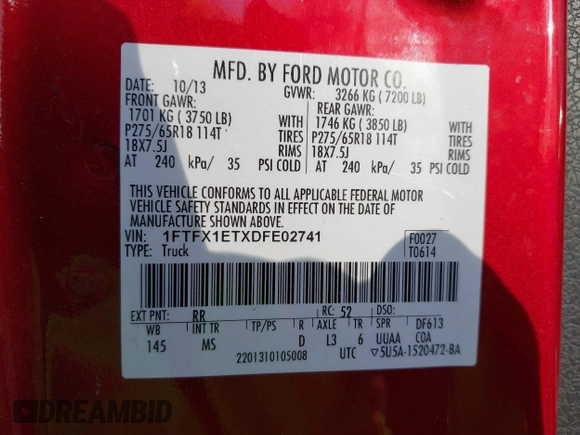 MFD. BY FORD MOTOR CO.
DATE: 10/13 GVWR: 3266 KG ( 7200 LB)
FRONT GAWR: REAR GAWR:
1701 KG ( 3750 LB) WITH 1746 KG ( 3850 LB) WITH
P275/65R18 114T TIRES P275/65R18 114T TIRES
18X7.5J RIMS 18X7.5J RIMS
AT 240 kPa/ 35 PSI COLD AT 240 kPa/ 35 PSI COLD
THIS VEHICLE CONFORMS TO ALL APPLICABLE FEDERAL MOTOR
VEHICLE SAFETY STANDARDS IN EFFECT ON THE DATE OF
MANUFACTURE SHOWN ABOVE.
VIN: 1FTFX1ETXDFE02741 F0027
TYPE: Truck T0614
EXT PNT: RR RC: 52 DSO:
WB INT TR TP/PS R AXLE TR SPR DF613
145 MS D L3 6 UUAA COA
2201310105008 UTC ▽5U5A-1520472-BA
DREAMBID